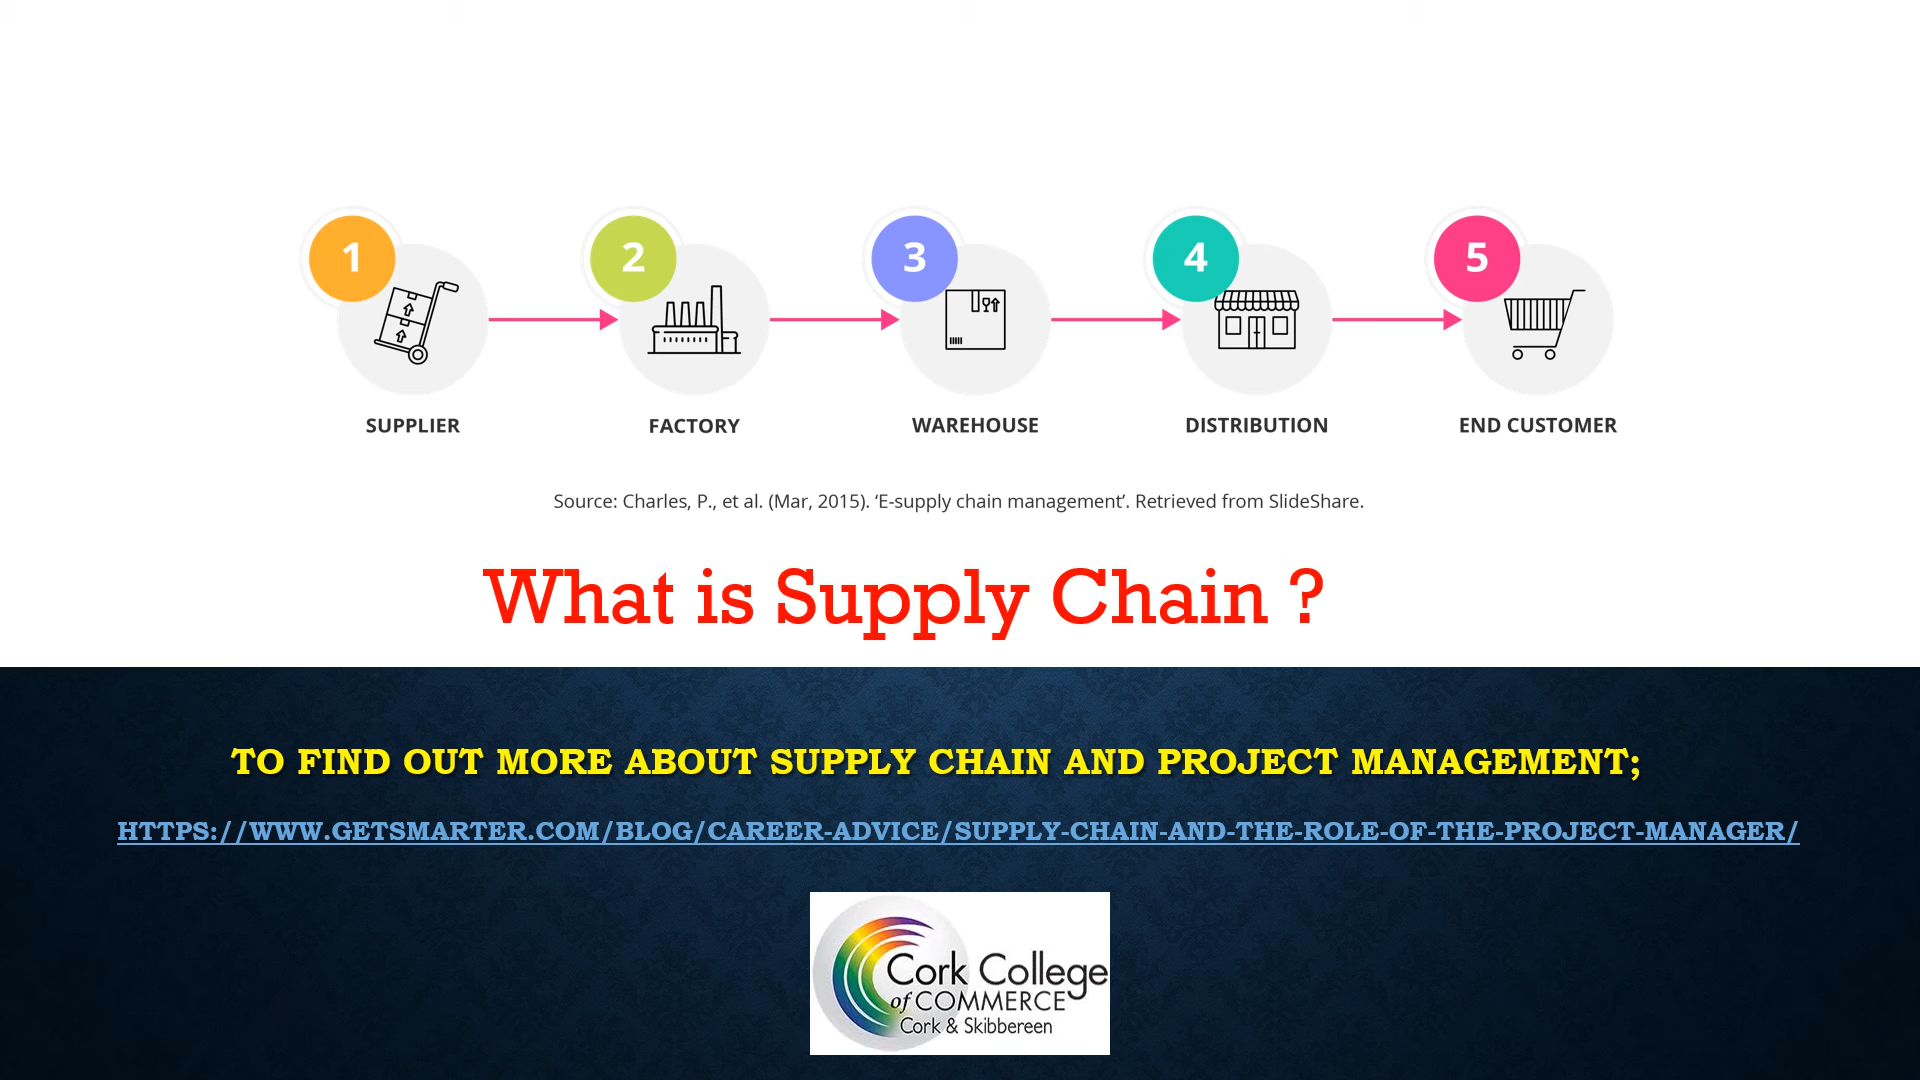 1
2
3
4
5
SUPPLIER
FACTORY
WAREHOUSE
DISTRIBUTION
END CUSTOMER
Source: Charles, P., et al. (Mar, 2015). ‘E-supply chain management’. Retrieved from SlideShare.
What is Supply Chain ?
TO FIND OUT MORE ABOUT SUPPLY CHAIN AND PROJECT MANAGEMENT;
HTTPS://WWW.GETSMARTER.COM/BLOG/CAREER-ADVICE/SUPPLY-CHAIN-AND-THE-ROLE-OF-THE-PROJECT-MANAGER/
Cork College
of COMMERCE
Cork & Skibbereen